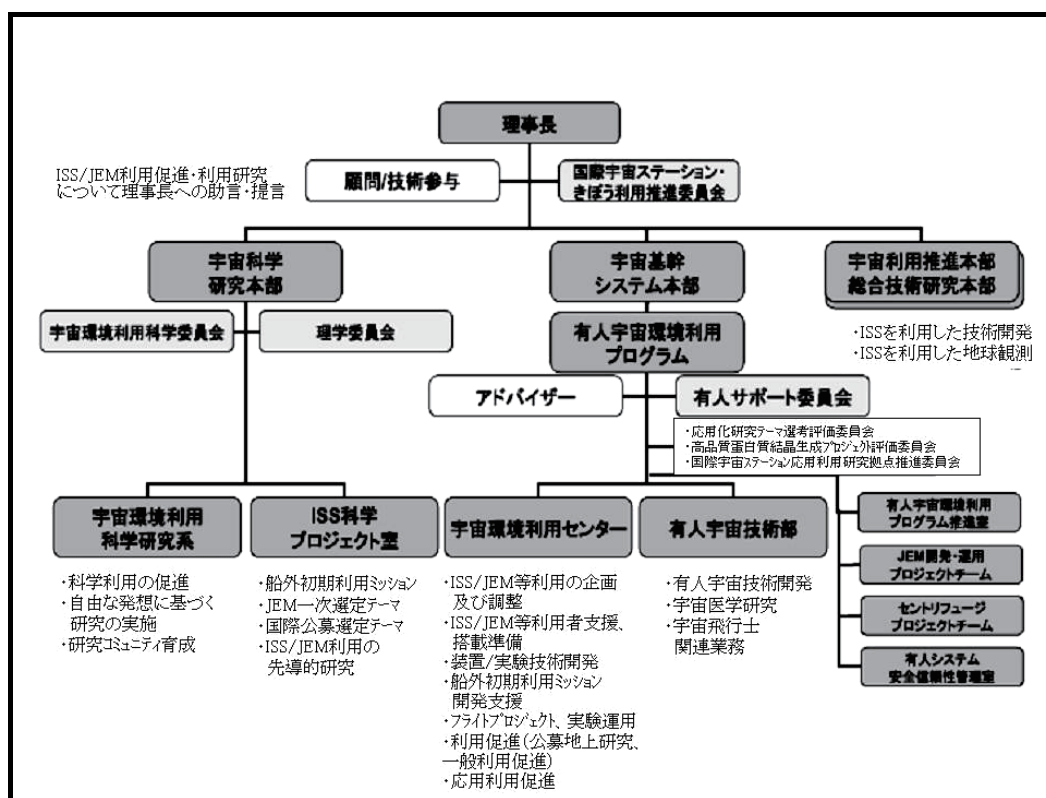 理事長
ISS/JEM利用促進・利用研究
について理事長への助言・提言
顧問/技術参与
国際宇宙ステーション・
きぼう利用推進委員会
宇宙科学
研究本部
宇宙基幹
システム本部
宇宙利用推進本部
総合技術研究本部
宇宙環境利用科学委員会
理学委員会
有人宇宙環境利用
プログラム
・ISSを利用した技術開発
・ISSを利用した地球観測
アドバイザー
有人サポート委員会
・応用化研究テーマ選考評価委員会
・高品質蛋白質結晶生成プロジェクト評価委員会
・国際宇宙ステーション応用利用研究拠点推進委員会
宇宙環境利用
科学研究系
ISS科学
プロジェクト室
宇宙環境利用センター
有人宇宙技術部
有人宇宙環境利用
プログラム推進室
JEM開発・運用
プロジェクトチーム
セントリフュージ
プロジェクトチーム
有人システム
安全信頼性管理室
・科学利用の促進
・自由な発想に基づく
研究の実施
・研究コミュニティ育成
・船外初期利用ミッション
・JEM一次選定テーマ
・国際公募選定テーマ
・ISS/JEM利用の
先導的研究
・ISS/JEM等利用の企画
及び調整
・ISS/JEM等利用者支援、
搭載準備
・装置/実験技術開発
・船外初期利用ミッション
開発支援
・フライトプロジェクト、実験運用
・利用促進(公募地上研究、
一般利用促進)
・応用利用促進
・有人宇宙技術開発
・宇宙医学研究
・宇宙飛行士
関連業務